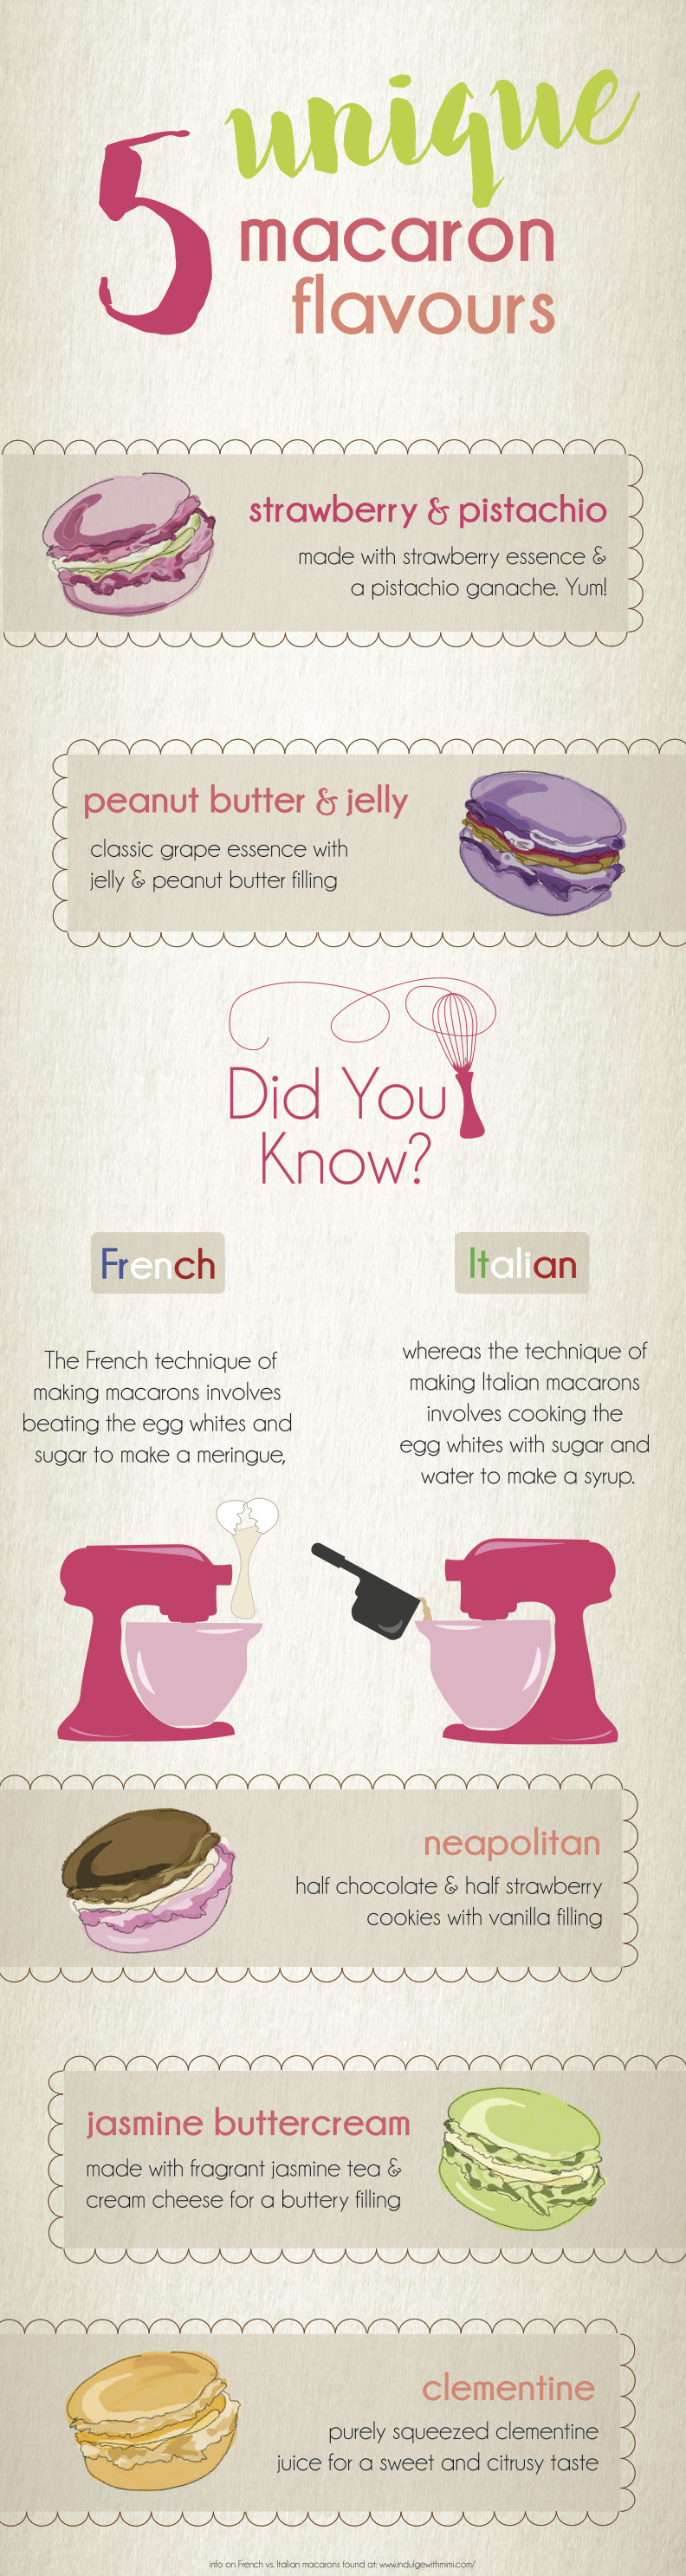 5 unique
macaron
flavours
strawberry & pistachio
made with strawberry essence &
a pistachio ganache. Yum!
peanut butter & jelly
classic grape essence with
jelly & peanut butter filling
Did You
Know?
French
The French technique of
making macarons involves
beating the egg whites and
sugar to make a meringue,
Italian
whereas the technique of
making Italian macarons
involves cooking the
egg whites with sugar and
water to make a syrup.
neapolitan
half chocolate & half strawberry
cookies with vanilla filling
jasmine buttercream
made with fragrant jasmine tea &
cream cheese for a buttery filling
clementine
purely squeezed clementine
juice for a sweet and citrusy taste
info on French vs. Italian macarons found at: www.indulgewithmimi.com/